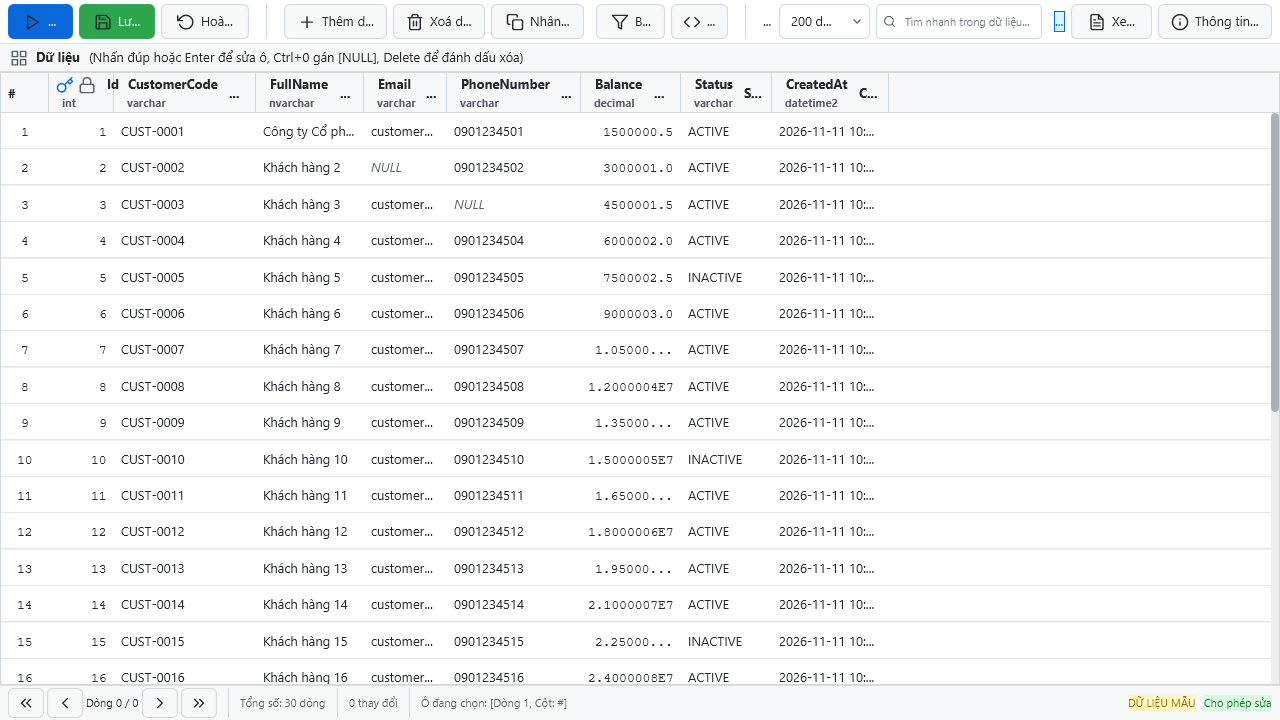 ... Lư... Hoà... Thêm d... Xoá d... Nhân... B... ... ... 200 d... Tìm nhanh trong dữ liệu... ... Xe... Thông tin...
Dữ liệu (Nhấn đúp hoặc Enter để sửa ô, Ctrl+0 gán [NULL], Delete để đánh dấu xóa)
# Id CustomerCode FullName Email PhoneNumber Balance Status CreatedAt
int varchar ... nvarchar ... varchar ... varchar ... decimal ... varchar S... datetime2 C...
1 1 CUST-0001 Công ty Cổ ph... customer... 0901234501 1500000.5 ACTIVE 2026-11-11 10:...
2 2 CUST-0002 Khách hàng 2 NULL 0901234502 3000001.0 ACTIVE 2026-11-11 10:...
3 3 CUST-0003 Khách hàng 3 customer... NULL 4500001.5 ACTIVE 2026-11-11 10:...
4 4 CUST-0004 Khách hàng 4 customer... 0901234504 6000002.0 ACTIVE 2026-11-11 10:...
5 5 CUST-0005 Khách hàng 5 customer... 0901234505 7500002.5 INACTIVE 2026-11-11 10:...
6 6 CUST-0006 Khách hàng 6 customer... 0901234506 9000003.0 ACTIVE 2026-11-11 10:...
7 7 CUST-0007 Khách hàng 7 customer... 0901234507 1.05000... ACTIVE 2026-11-11 10:...
8 8 CUST-0008 Khách hàng 8 customer... 0901234508 1.2000004E7 ACTIVE 2026-11-11 10:...
9 9 CUST-0009 Khách hàng 9 customer... 0901234509 1.35000... ACTIVE 2026-11-11 10:...
10 10 CUST-0010 Khách hàng 10 customer... 0901234510 1.5000005E7 INACTIVE 2026-11-11 10:...
11 11 CUST-0011 Khách hàng 11 customer... 0901234511 1.65000... ACTIVE 2026-11-11 10:...
12 12 CUST-0012 Khách hàng 12 customer... 0901234512 1.8000006E7 ACTIVE 2026-11-11 10:...
13 13 CUST-0013 Khách hàng 13 customer... 0901234513 1.95000... ACTIVE 2026-11-11 10:...
14 14 CUST-0014 Khách hàng 14 customer... 0901234514 2.1000007E7 ACTIVE 2026-11-11 10:...
15 15 CUST-0015 Khách hàng 15 customer... 0901234515 2.25000... INACTIVE 2026-11-11 10:...
16 16 CUST-0016 Khách hàng 16 customer... 0901234516 2.4000008E7 ACTIVE 2026-11-11 10:...
Dòng 0 / 0 Tổng số: 30 dòng 0 thay đổi Ô đang chọn: [Dòng 1, Cột: #] DỮ LIỆU MẪU Cho phép sửa